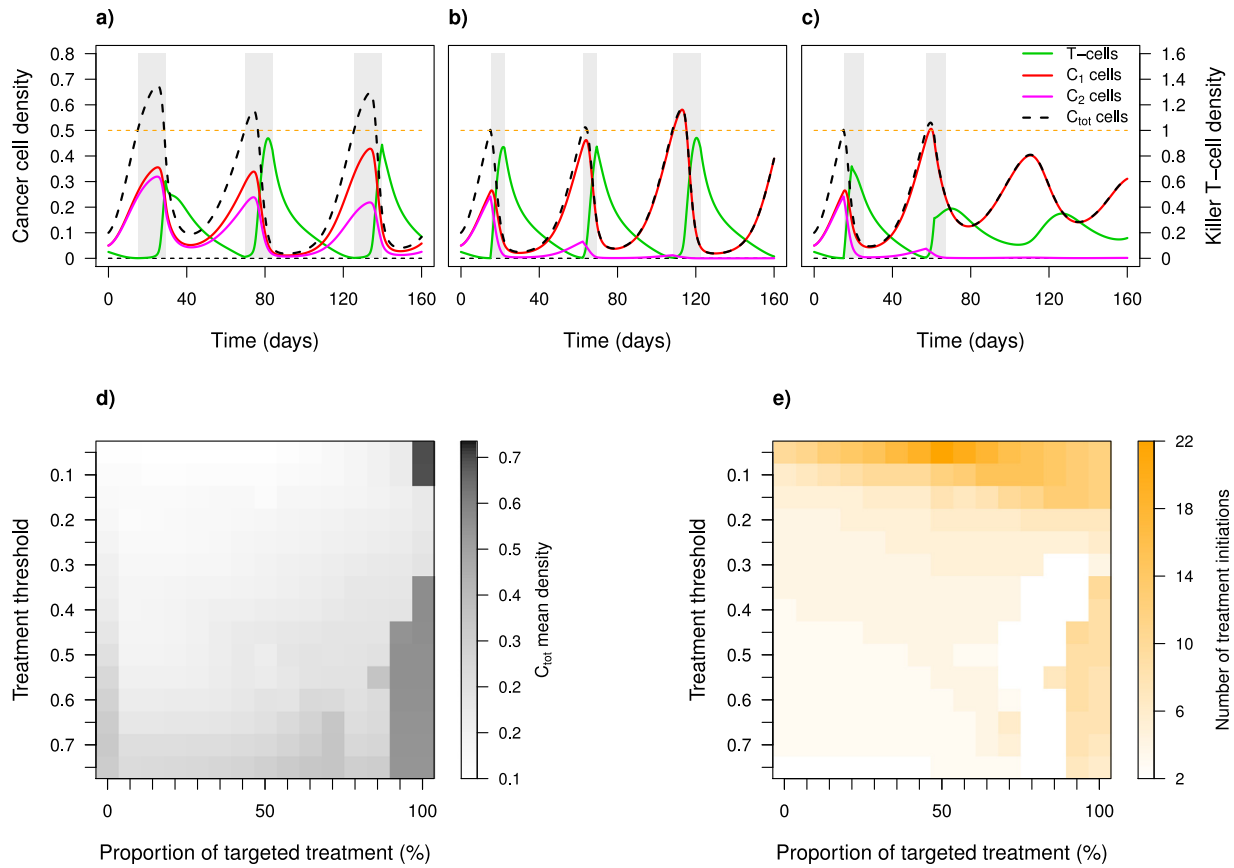 a)
b)
c)
0.8
0.7
0.6
0.5
0.4
0.3
0.2
0.1
0
Cancer cell density
0 40 80 120 160
0 40 80 120 160
0 40 80 120 160
Time (days)
Time (days)
Time (days)
T−cells
C1 cells
C2 cells
Ctot cells
1.6
1.4
1.2
1
0.8
0.6
0.4
0.2
0
Killer T−cell density
d)
0.1
0.2
0.3
0.4
0.5
0.6
0.7
Treatment threshold
0 50 100
Proportion of targeted treatment (%)
0.7
0.6
0.5
0.4
0.3
0.2
0.1
Ctot mean density
e)
0.1
0.2
0.3
0.4
0.5
0.6
0.7
Treatment threshold
0 50 100
Proportion of targeted treatment (%)
22
18
14
10
6
2
Number of treatment initiations